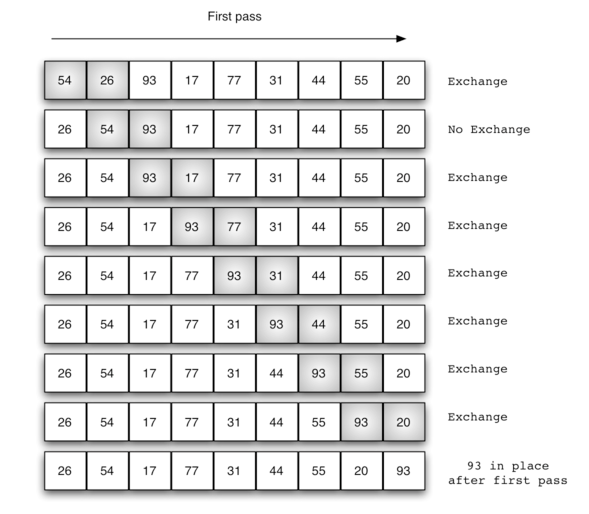 First pass
54 26 93 17 77 31 44 55 20 Exchange
26 54 93 17 77 31 44 55 20 No Exchange
26 54 93 17 77 31 44 55 20 Exchange
26 54 17 93 77 31 44 55 20 Exchange
26 54 17 77 93 31 44 55 20 Exchange
26 54 17 77 31 93 44 55 20 Exchange
26 54 17 77 31 44 93 55 20 Exchange
26 54 17 77 31 44 55 93 20 Exchange
26 54 17 77 31 44 55 20 93 93 in place
after first pass